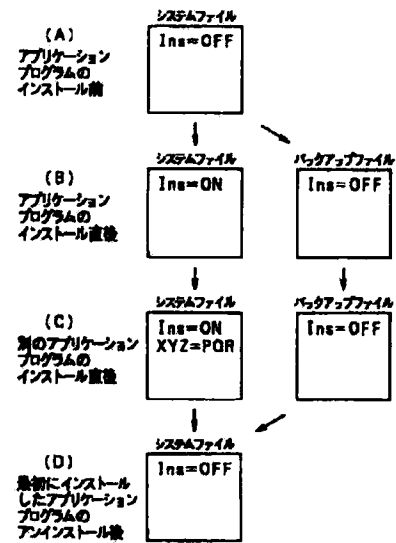 システムファイル
(A)
アプリケーション
プログラムの
インストール前
Ins=OFF
システムファイル
バックアップファイル
(B)
アプリケーション
プログラムの
インストール直後
Ins=ON
Ins=OFF
システムファイル
バックアップファイル
(C)
別のアプリケーション
プログラムの
インストール直後
Ins=ON
XYZ=PQR
Ins=OFF
システムファイル
(D)
最初にインストール
したアプリケーション
プログラムの
アンインストール後
Ins=OFF